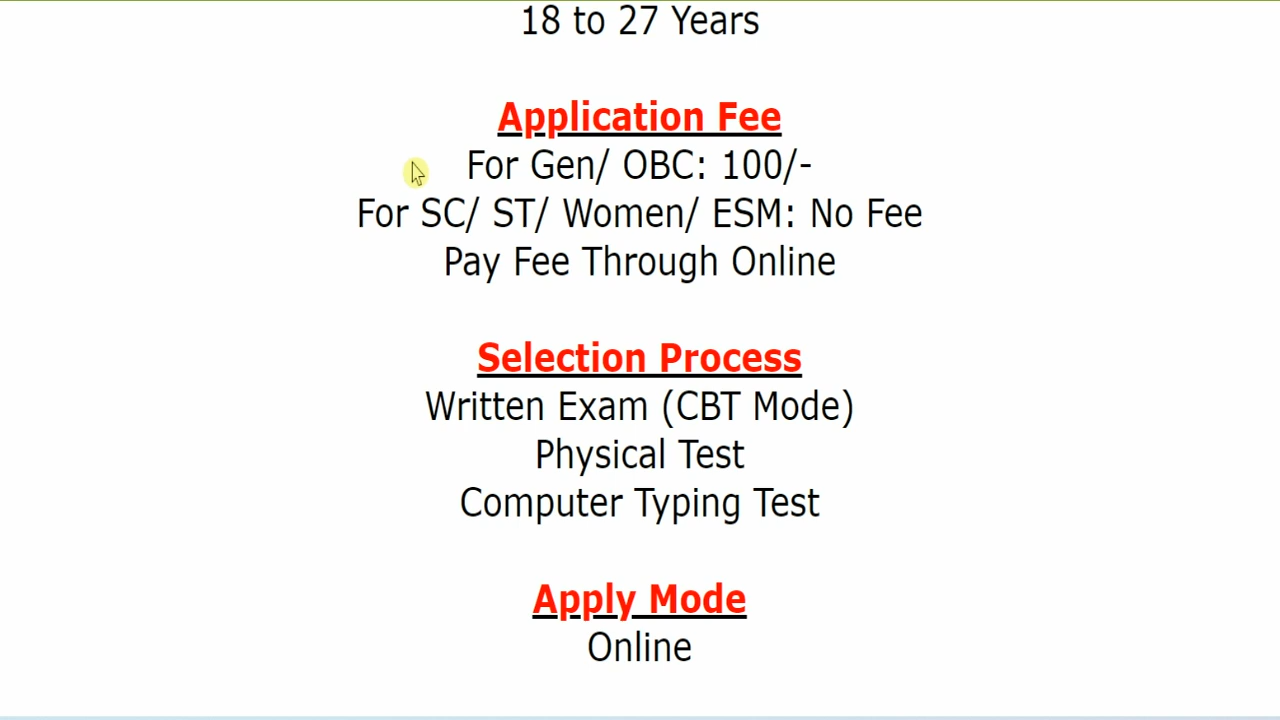 18 to 27 Years
Application Fee
For Gen/ OBC: 100/-
For SC/ ST/ Women/ ESM: No Fee
Pay Fee Through Online
Selection Process
Written Exam (CBT Mode)
Physical Test
Computer Typing Test
Apply Mode
Online